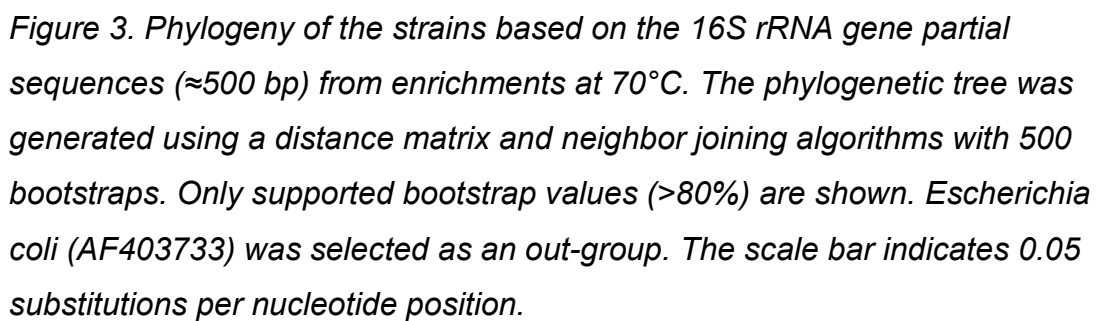 Figure 3. Phylogeny of the strains based on the 16S rRNA gene partial
sequences (≈500 bp) from enrichments at 70°C. The phylogenetic tree was
generated using a distance matrix and neighbor joining algorithms with 500
bootstraps. Only supported bootstrap values (>80%) are shown. Escherichia
coli (AF403733) was selected as an out-group. The scale bar indicates 0.05
substitutions per nucleotide position.